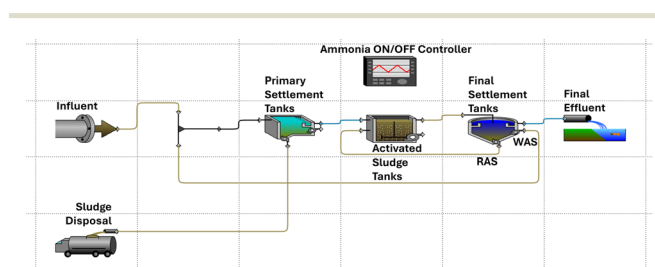 Ammonia ON/OFF Controller
Primary
Settlement
Tanks
Final
Settlement
Tanks
Final
Effluent
Influent
Activated
Sludge
Tanks
WAS
RAS
Sludge
Disposal